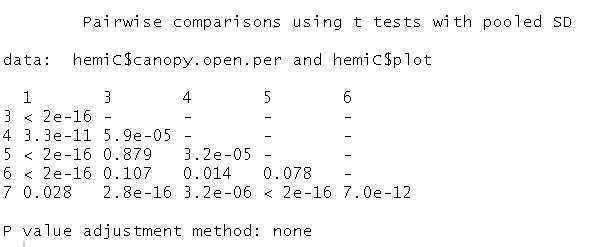 Pairwise comparisons using t tests with pooled SD
data:  hemiC$canopy.open.per and hemiC$plot
  1       3       4       5       6
3 < 2e-16 -       -       -       -
4 3.3e-11 5.9e-05 -       -       -
5 < 2e-16 0.879   3.2e-05 -       -
6 < 2e-16 0.107   0.014   0.078   -
7 0.028   2.8e-16 3.2e-06 < 2e-16 7.0e-12
P value adjustment method: none